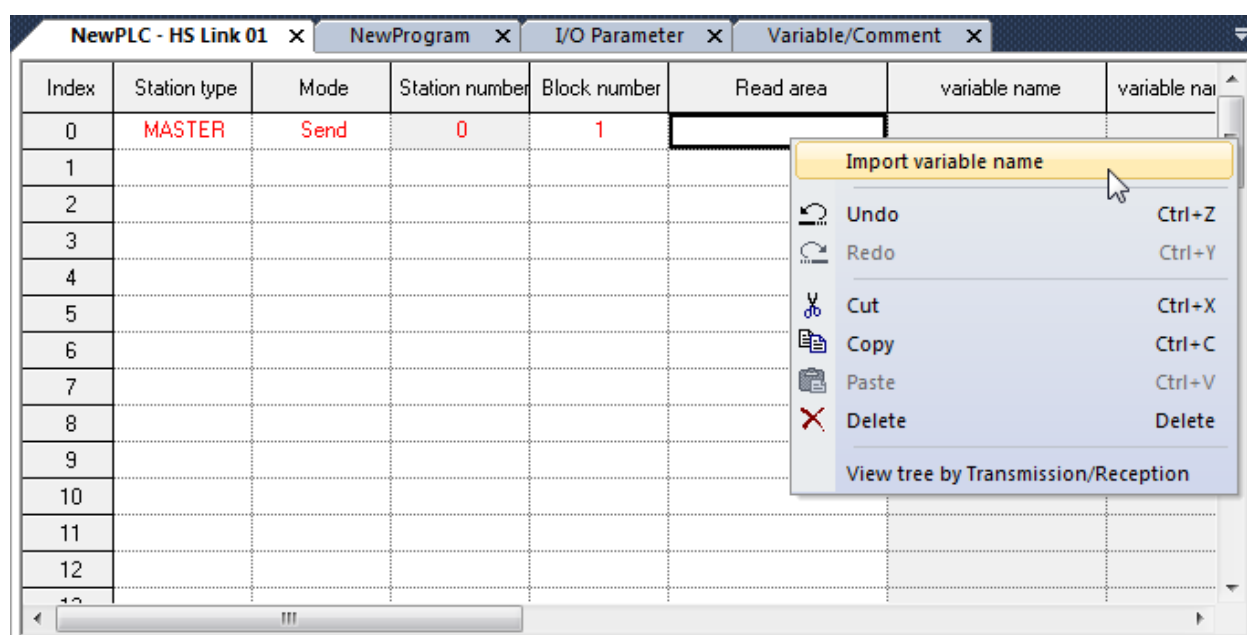 NewPLC - HS Link 01 NewProgram I/O Parameter Variable/Comment
Index Station type Mode Station number Block number Read area variable name variable nai
0 MASTER Send 0 1
Import variable name
1
2 Undo Ctrl+Z
3 Redo Ctrl+Y
4
5 Cut Ctrl+X
6 Copy Ctrl+C
7 Paste Ctrl+V
8 Delete Delete
9
View tree by Transmission/Reception
10
11
12